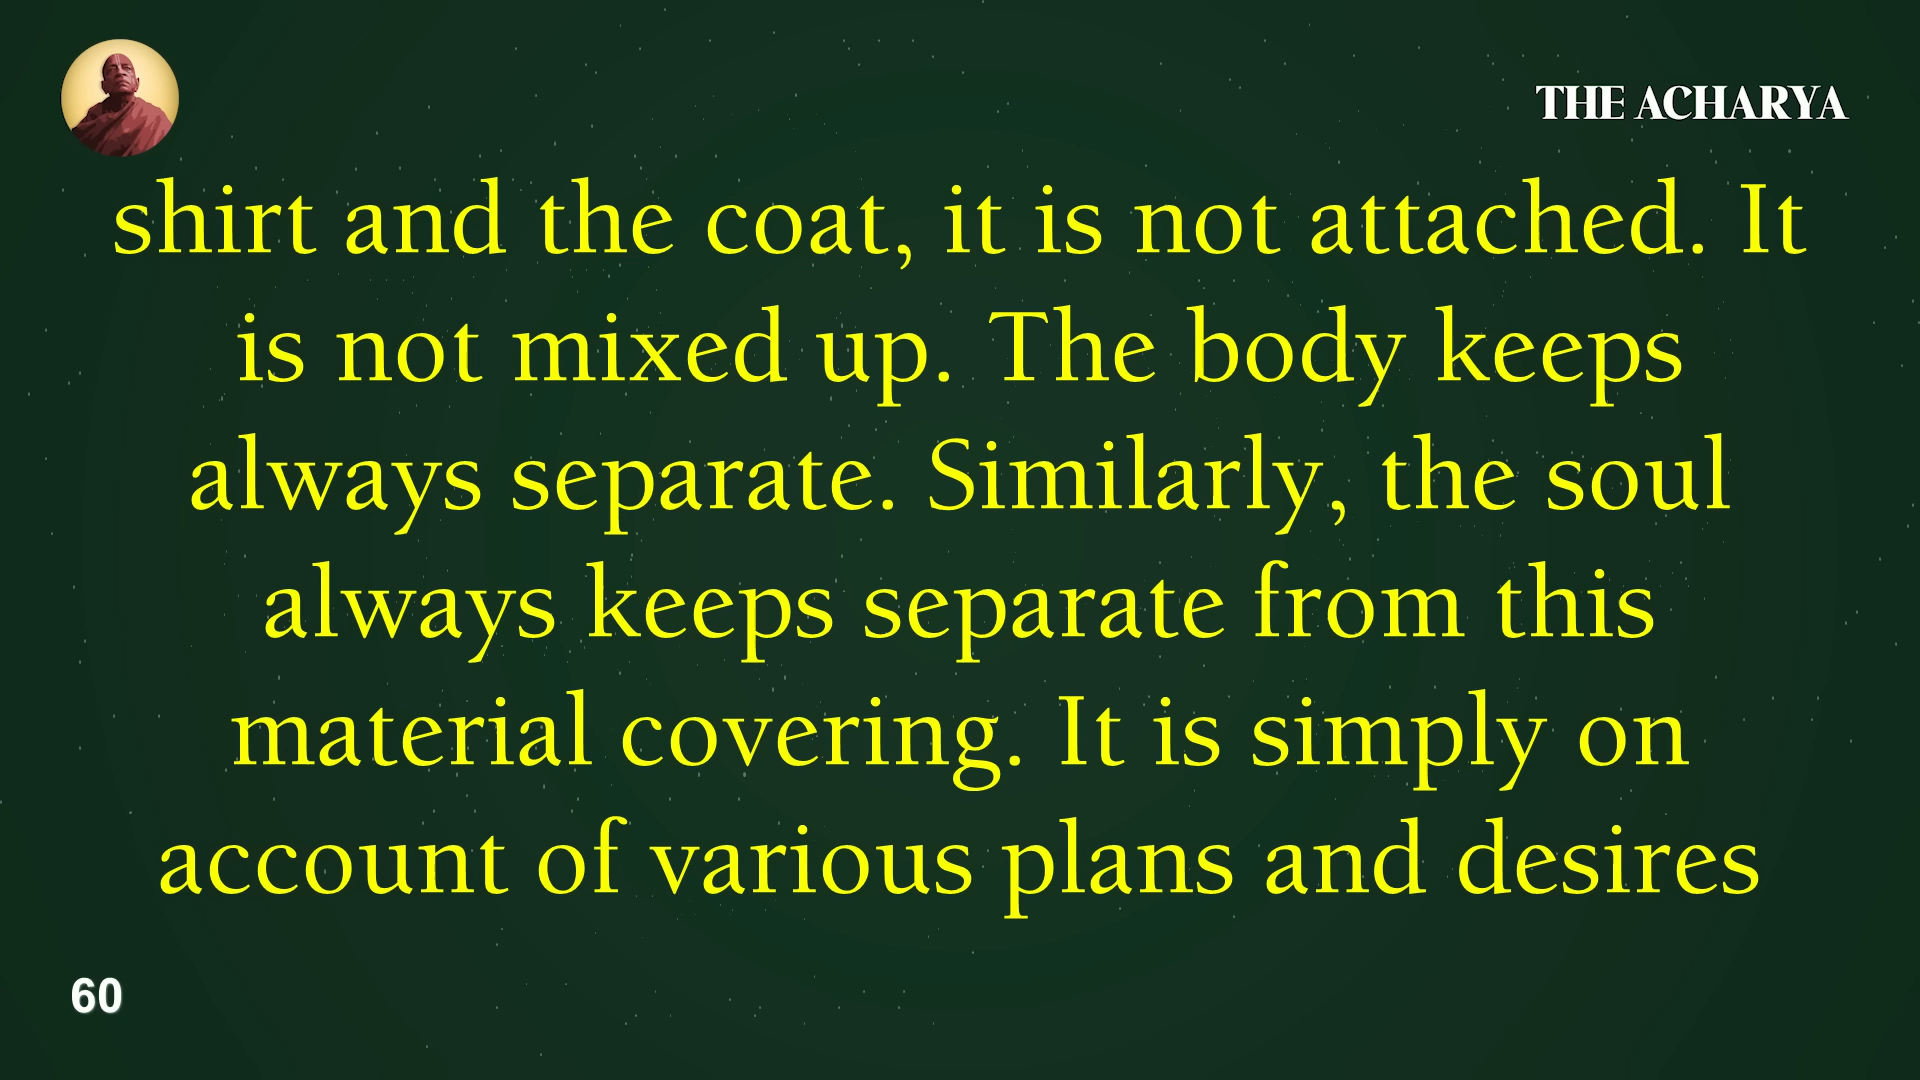 THE ACHARYA
shirt and the coat, it is not attached. It
is not mixed up. The body keeps
always separate. Similarly, the soul
always keeps separate from this
material covering. It is simply on
account of various plans and desires
60